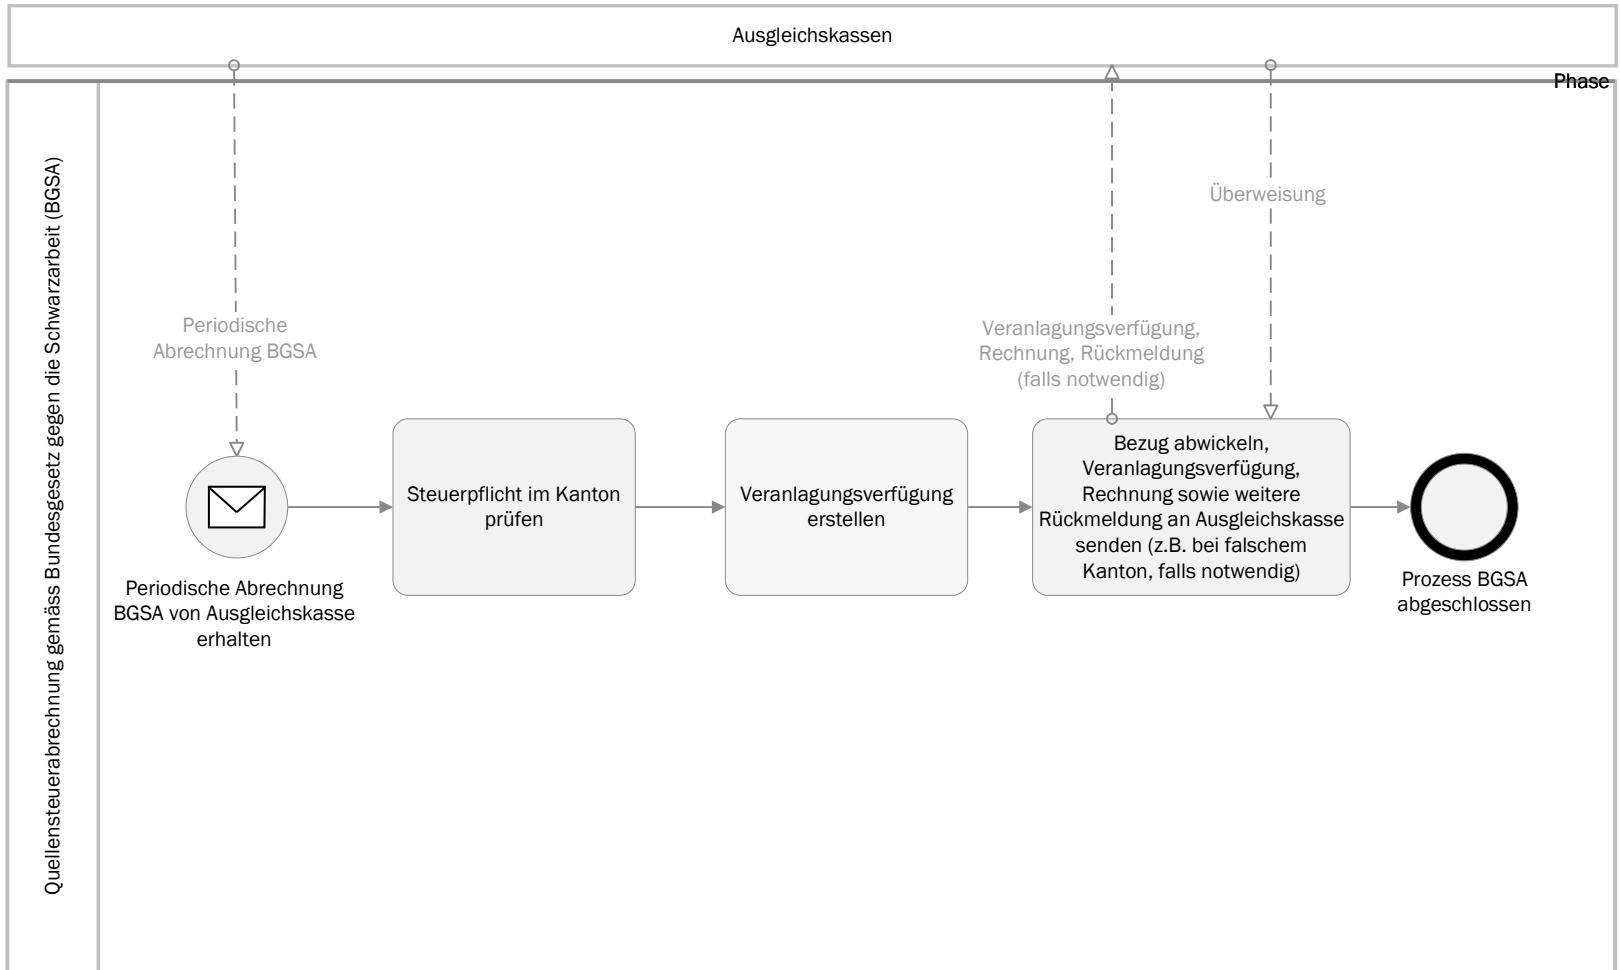 Ausgleichskassen
Phase
Quellensteuerabrechnung gemäss Bundesgesetz gegen die Schwarzarbeit (BGSA)
Überweisung
Periodische
Abrechnung BGSA
Veranlagungsverfügung,
Rechnung, Rückmeldung
(falls notwendig)
Periodische Abrechnung
BGSA von Ausgleichskasse
erhalten
Steuerpflicht im Kanton
prüfen
Veranlagungsverfügung
erstellen
Bezug abwickeln,
Veranlagungsverfügung,
Rechnung sowie weitere
Rückmeldung an Ausgleichskasse
senden (z.B. bei falschem
Kanton, falls notwendig)
Prozess BGSA
abgeschlossen